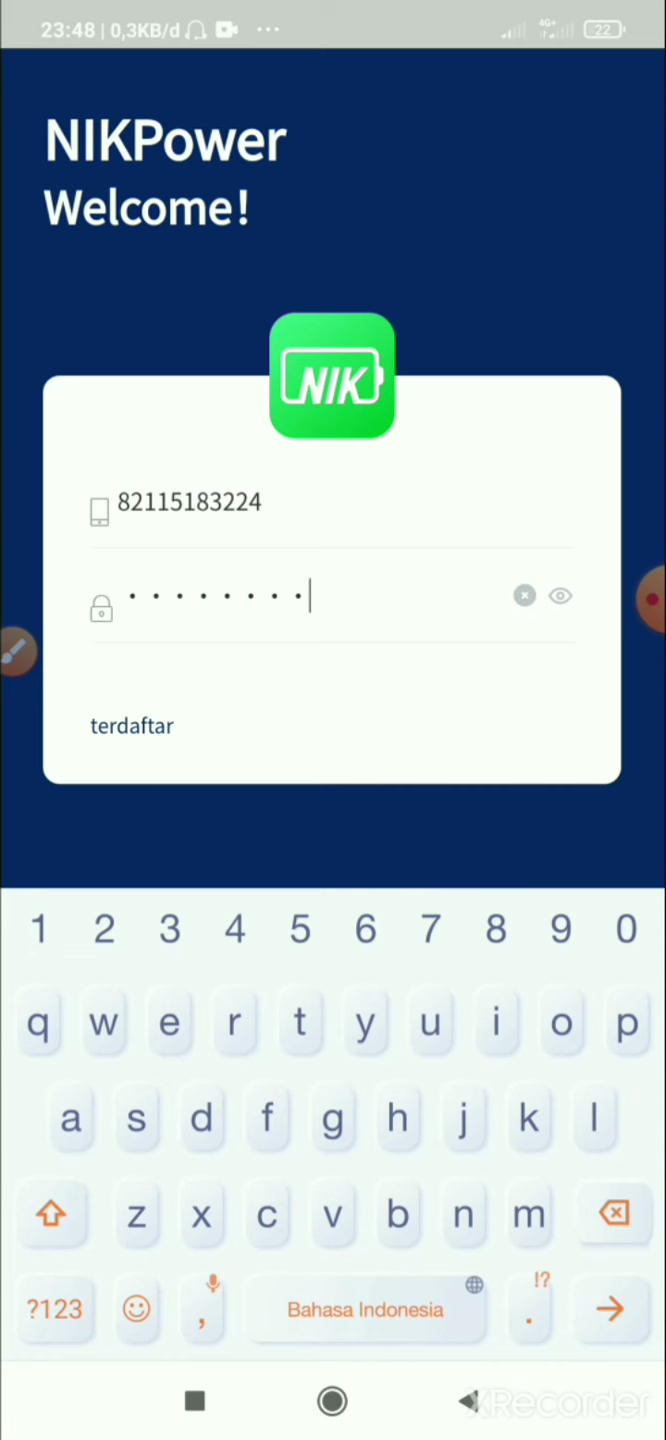 23:48 | 0,3KB/d ... 4G+ 22
NIKPower
Welcome!
NIK
82115183224
terdaftar
1 2 3 4 5 6 7 8 9 0
q w e r t y u i o p
a s d f g h j k l
z x c v b n m
?123 , Bahasa Indonesia . !?
XRecorder